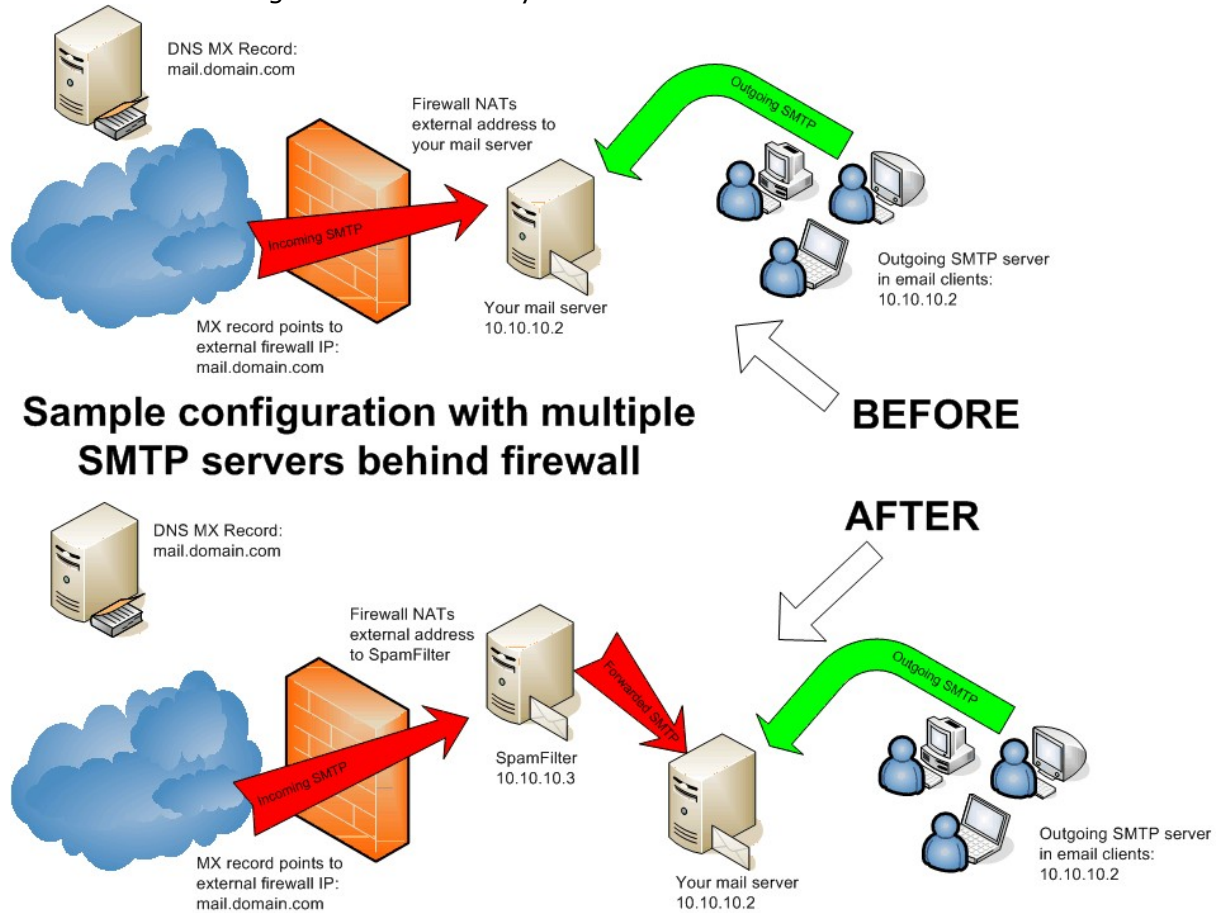 DNS MX Record:
mail.domain.com
Firewall NATs
external address to
your mail server
Outgoing SMTP
Incoming SMTP
Your mail server
10.10.10.2
Outgoing SMTP server
in email clients:
10.10.10.2
MX record points to
external firewall IP:
mail.domain.com
Sample configuration with multiple
SMTP servers behind firewall
BEFORE
AFTER
DNS MX Record:
mail.domain.com
Firewall NATs
external address
to SpamFilter
Forwarded SMTP
Outgoing SMTP
Incoming SMTP
SpamFilter
10.10.10.3
Outgoing SMTP server
in email clients:
10.10.10.2
MX record points to
external firewall IP:
mail.domain.com
Your mail server
10.10.10.2